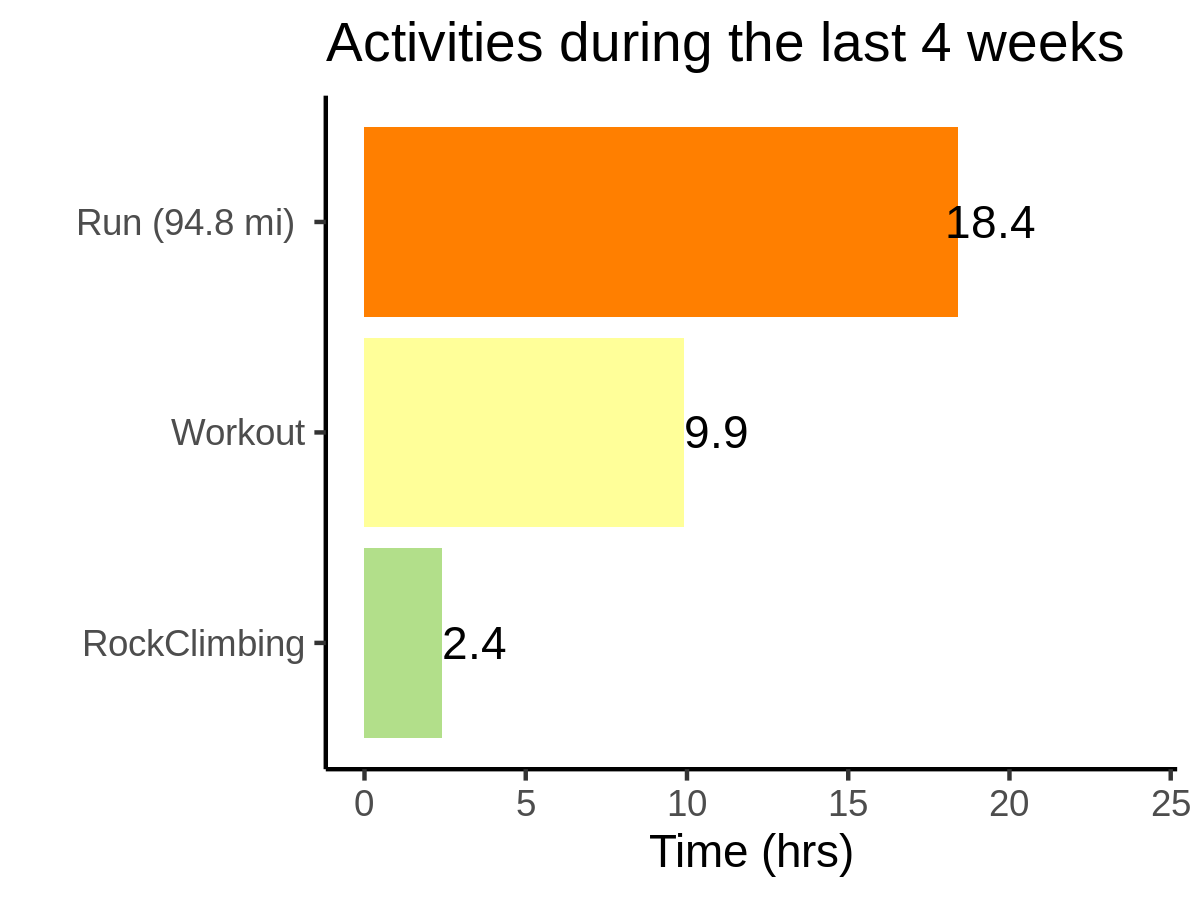 Activities during the last 4 weeks
Run (94.8 mi)
18.4
Workout
9.9
RockClimbing
2.4
0 5 10 15 20 25
Time (hrs)